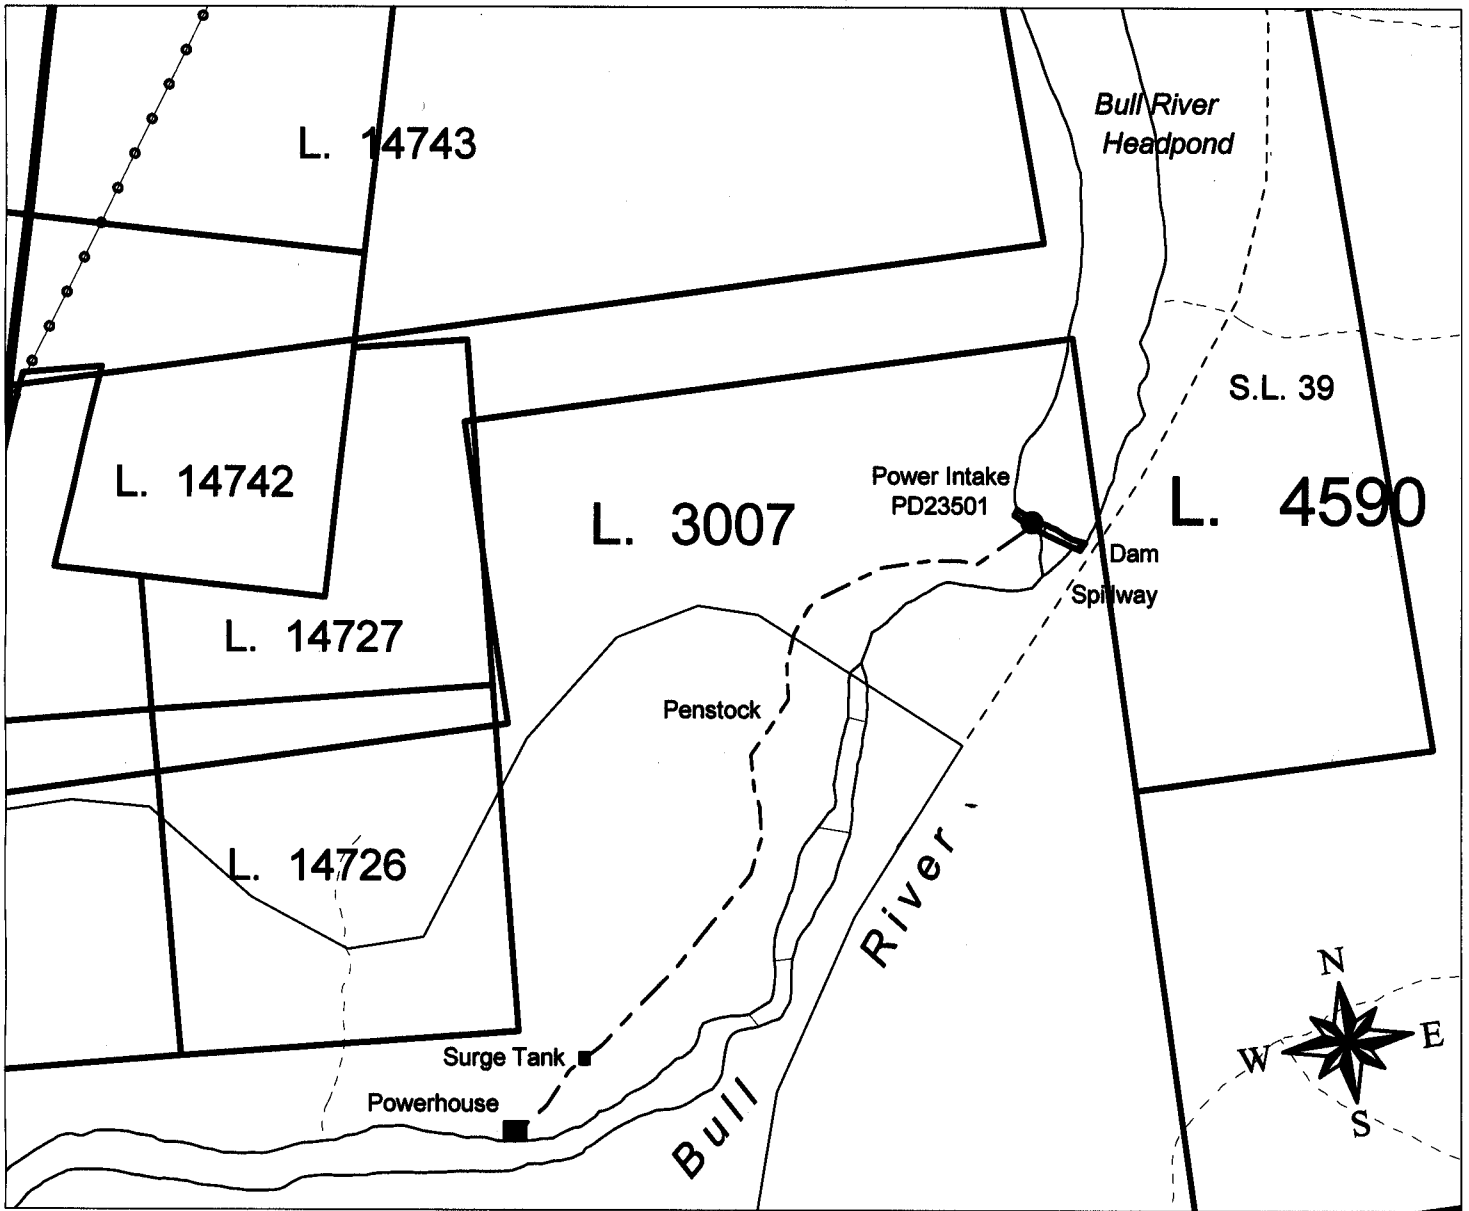 Bull River
Headpond
L. 14743
S.L. 39
L. 14742
Power Intake
PD23501
L. 3007
L. 4590
Dam
Spillway
L. 14727
Penstock
L. 14726
Bull River
N
W
E
S
Surge Tank
Powerhouse